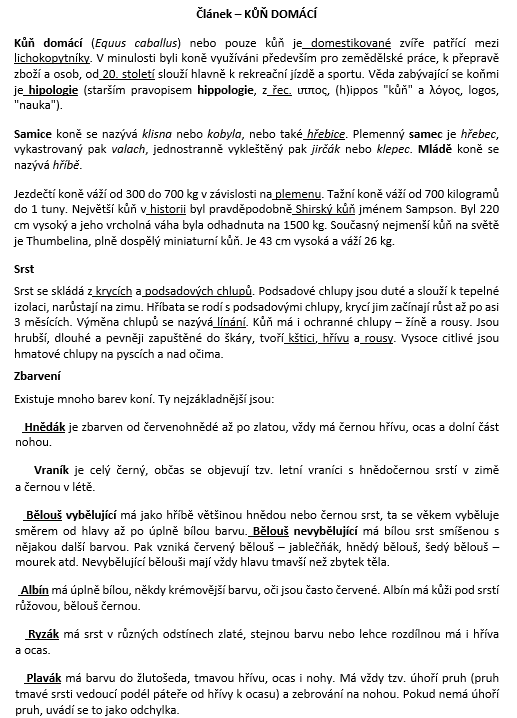 Článek – KŮŇ DOMÁCÍ
Kůň domácí (Equus caballus) nebo pouze kůň je domestikované zvíře patřící mezi
lichokopytníky. V minulosti byli koně využíváni především pro zemědělské práce, k přepravě
zboží a osob, od 20. století slouží hlavně k rekreační jízdě a sportu. Věda zabývající se koňmi
je hipologie (starším pravopisem hippologie, z řec. ιππος, (h)ippos "kůň" a λόγος, logos,
"nauka").
Samice koně se nazývá klisna nebo kobyla, nebo také hřebice. Plemenný samec je hřebec,
vykastrovaný pak valach, jednostranně vykleštěný pak jirčák nebo klepec. Mládě koně se
nazývá hříbě.
Jezdečtí koně váží od 300 do 700 kg v závislosti na plemenu. Tažní koně váží od 700 kilogramů
do 1 tuny. Největší kůň v historii byl pravděpodobně Shirský kůň jménem Sampson. Byl 220
cm vysoký a jeho vrcholná váha byla odhadnuta na 1500 kg. Současný nejmenší kůň na světě
je Thumbelina, plně dospělý miniaturní kůň. Je 43 cm vysoká a váží 26 kg.
Srst
Srst se skládá z krycích a podsadových chlupů. Podsadové chlupy jsou duté a slouží k tepelné
izolaci, narůstají na zimu. Hříbata se rodí s podsadovými chlupy, krycí jim začínají růst až po asi
3 měsících. Výměna chlupů se nazývá línání. Kůň má i ochranné chlupy – žíně a rousy. Jsou
hrubší, dlouhé a pevněji zapuštěné do škáry, tvoří kštici, hřívu a rousy. Vysoce citlivé jsou
hmatové chlupy na pyscích a nad očima.
Zbarvení
Existuje mnoho barev koní. Ty nejzákladnější jsou:
Hnědák je zbarven od červenohnědé až po zlatou, vždy má černou hřívu, ocas a dolní část
nohou.
Vraník je celý černý, občas se objevují tzv. letní vraníci s hnědočernou srstí v zimě
a černou v létě.
Bělouš vybělující má jako hříbě většinou hnědou nebo černou srst, ta se věkem vyběluje
směrem od hlavy až po úplně bílou barvu. Bělouš nevybělující má bílou srst smíšenou s
nějakou další barvou. Pak vzniká červený bělouš – jablečňák, hnědý bělouš, šedý bělouš –
mourek atd. Nevybělující bělouši mají vždy hlavu tmavší než zbytek těla.
Albín má úplně bílou, někdy krémovější barvu, oči jsou často červené. Albín má kůži pod srstí
růžovou, bělouš černou.
Ryzák má srst v různých odstínech zlaté, stejnou barvu nebo lehce rozdílnou má i hříva
a ocas.
Plavák má barvu do žlutošeda, tmavou hřívu, ocas i nohy. Má vždy tzv. úhoří pruh (pruh
tmavé srsti vedoucí podél páteře od hřívy k ocasu) a zebrování na nohou. Pokud nemá úhoří
pruh, uvádí se to jako odchylka.